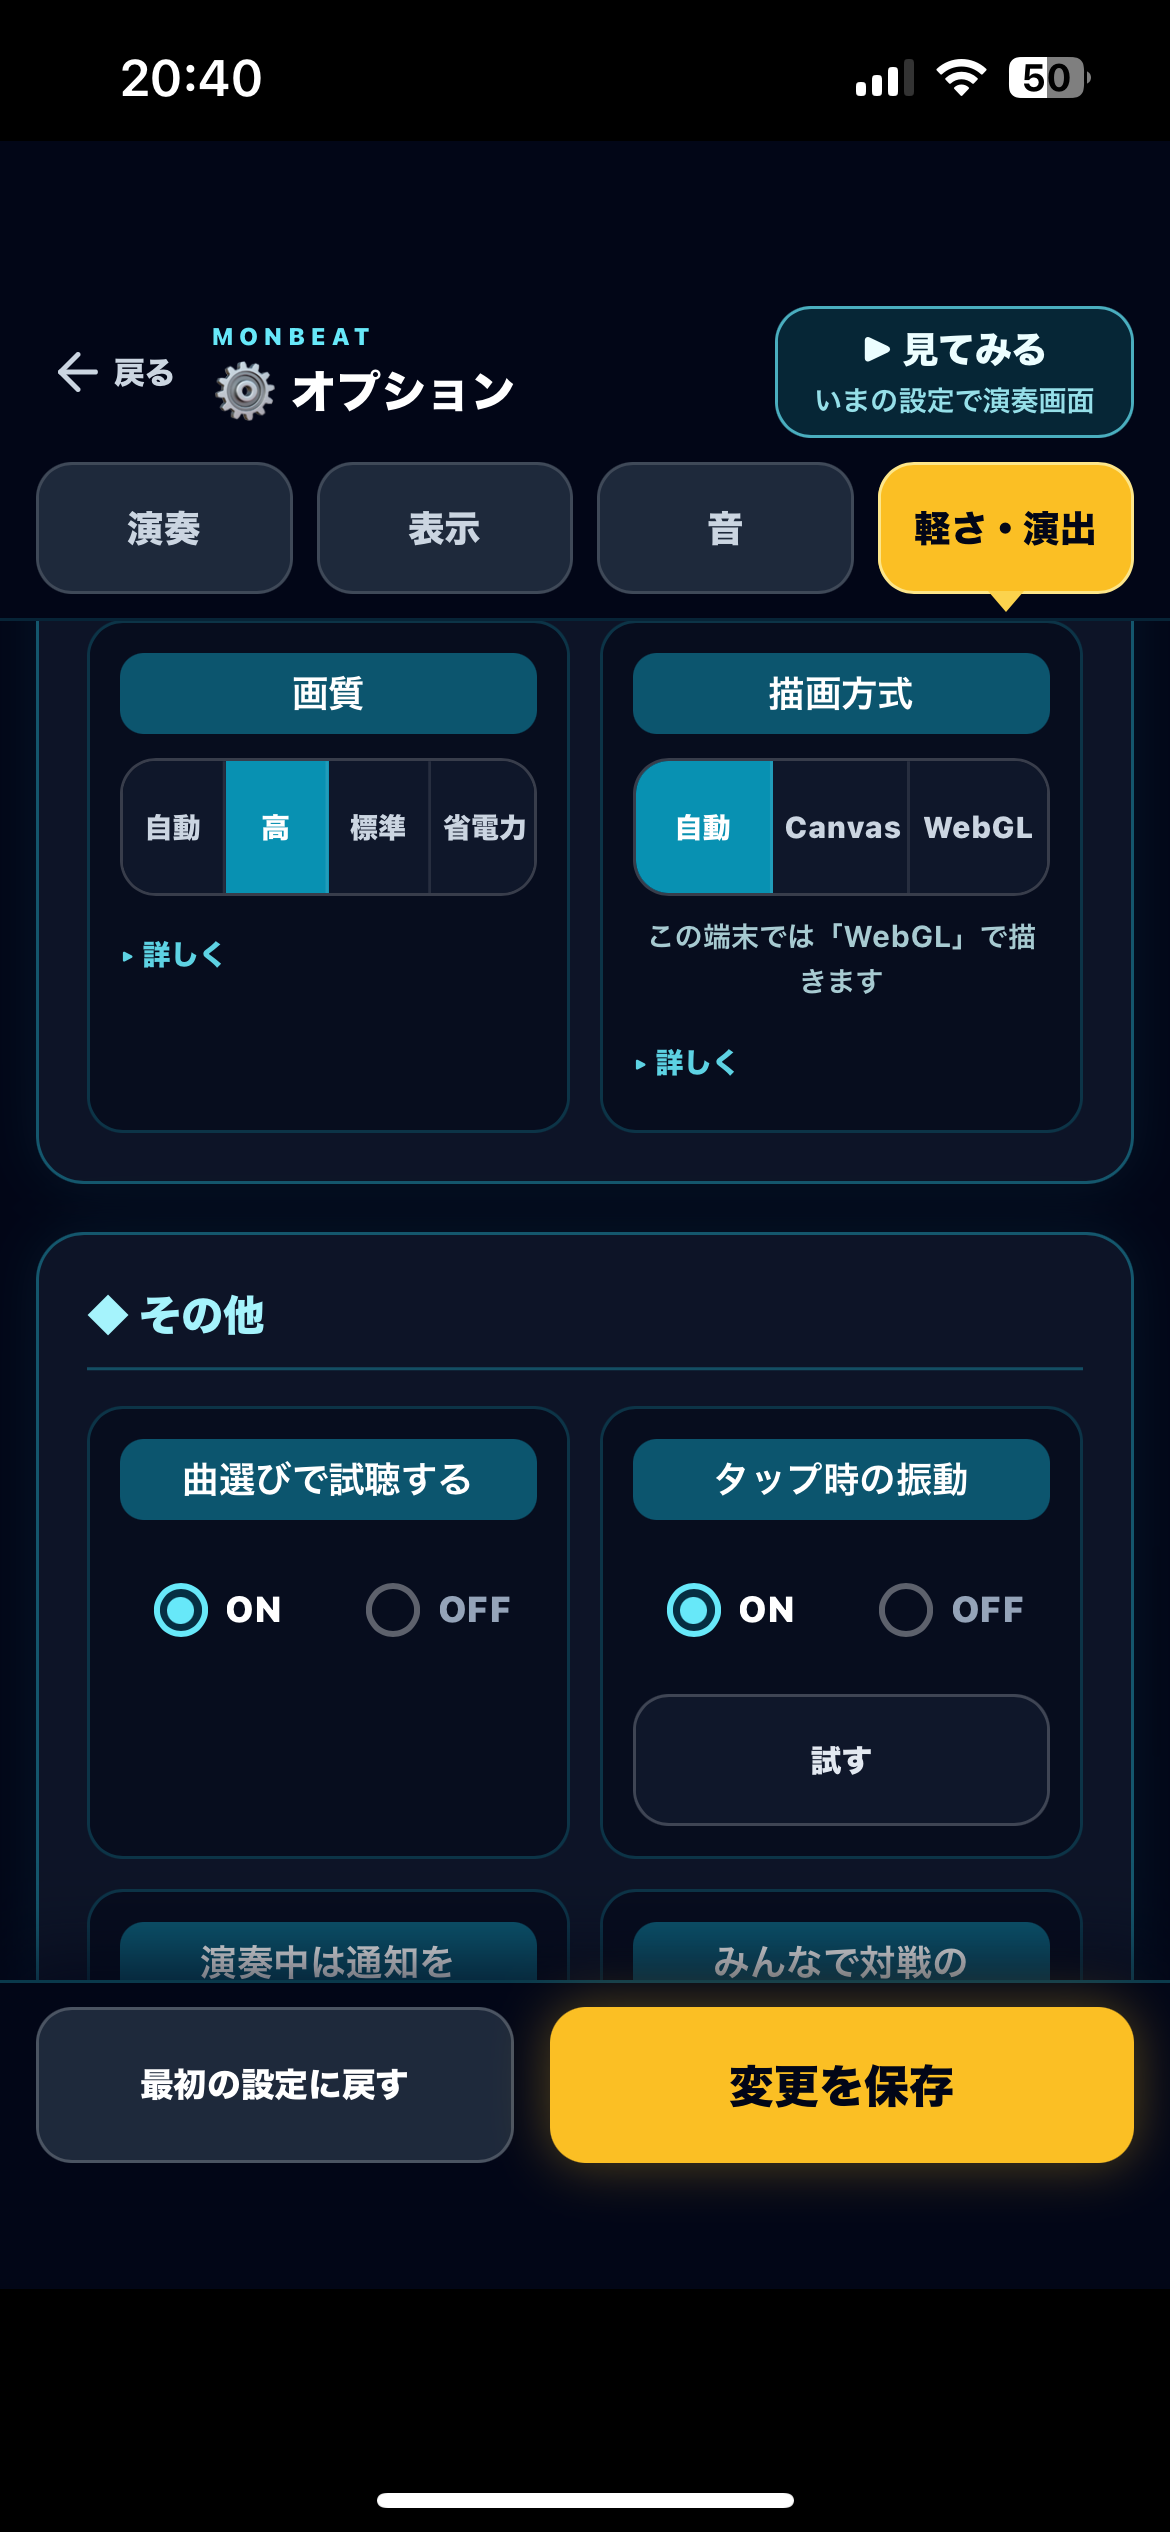 20:40
50
MONBEAT
戻る
⚙️ オプション
▶ 見てみる
いまの設定で演奏画面
演奏
表示
音
軽さ・演出
画質
自動
高
標準
省電力
▸ 詳しく
描画方式
自動
Canvas
WebGL
この端末では「WebGL」で描
きます
▸ 詳しく
◆ その他
曲選びで試聴する
ON
OFF
タップ時の振動
ON
OFF
試す
演奏中は通知を
みんなで対戦の
最初の設定に戻す
変更を保存